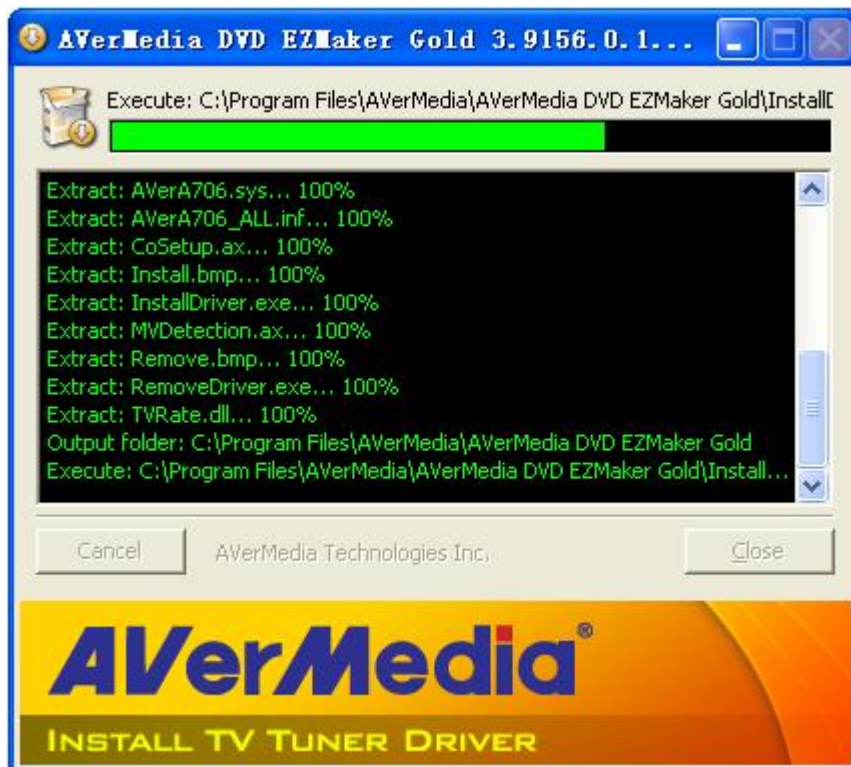 AVerMedia DVD EZMaker Gold 3.9156.0.1...
Execute: C:\Program Files\AVerMedia\AVerMedia DVD EZMaker Gold\Install
Extract: AVerA706.sys... 100%
Extract: AVerA706_ALL.inf... 100%
Extract: CoSetup.ax... 100%
Extract: Install.bmp... 100%
Extract: InstallDriver.exe... 100%
Extract: MVDetection.ax... 100%
Extract: Remove.bmp... 100%
Extract: RemoveDriver.exe... 100%
Extract: TVRate.dll... 100%
Output folder: C:\Program Files\AVerMedia\AVerMedia DVD EZMaker Gold
Execute: C:\Program Files\AVerMedia\AVerMedia DVD EZMaker Gold\Install...
Cancel
AVerMedia Technologies Inc.
Close
AVerMedia®
INSTALL TV TUNER DRIVER